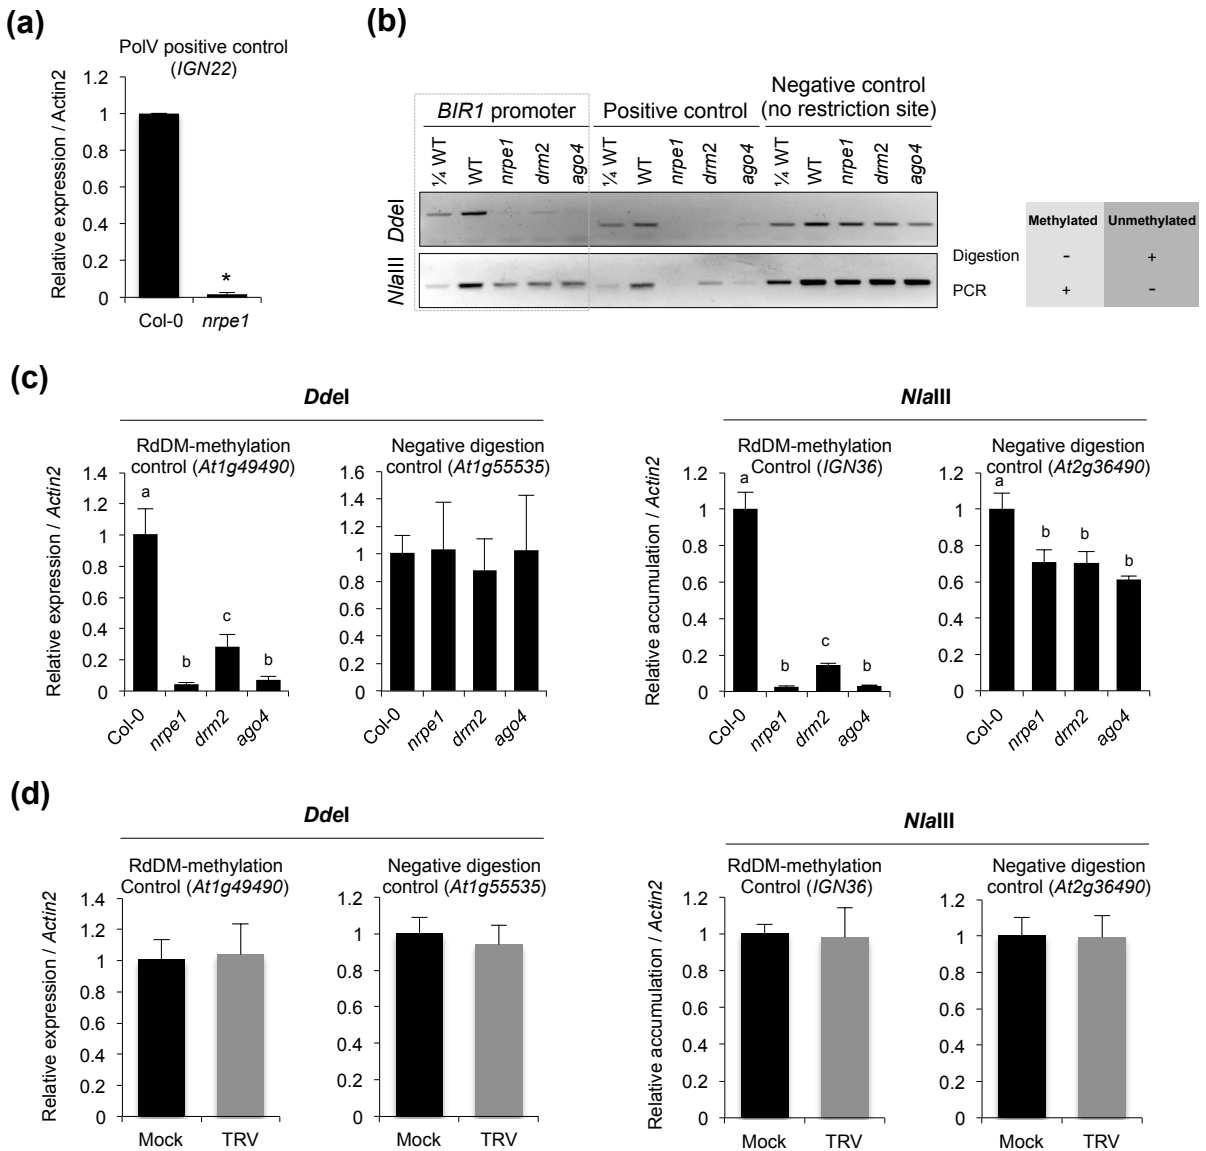 (a)
PolV positive control
(IGN22)
Relative expression / Actin2
1.2
1
0.8
0.6
0.4
0.2
0
*
Col-0 nrpe1
(b)
BIR1 promoter Positive control Negative control
(no restriction site)
¼ WT WT nrpe1 drm2 ago4 ¼ WT WT nrpe1 drm2 ago4 ¼ WT WT nrpe1 drm2 ago4
DdeI
NlaIII
Methylated Unmethylated
Digestion - +
PCR + -
(c)
DdeI
RdDM-methylation
control (At1g49490)
Relative expression / Actin2
1.4
1.2
1
0.8
0.6
0.4
0.2
0
a b c b
Col-0 nrpe1 drm2 ago4
Negative digestion
control (At1g55535)
1.6
1.4
1.2
1
0.8
0.6
0.4
0.2
0
Col-0 nrpe1 drm2 ago4
NlaIII
RdDM-methylation
Control (IGN36)
Relative accumulation / Actin2
1.2
1
0.8
0.6
0.4
0.2
0
a b c b
Col-0 nrpe1 drm2 ago4
Negative digestion
control (At2g36490)
1.2
1
0.8
0.6
0.4
0.2
0
a b b b
Col-0 nrpe1 drm2 ago4
(d)
DdeI
RdDM-methylation
Control (At1g49490)
Relative expression / Actin2
1.4
1.2
1
0.8
0.6
0.4
0.2
0
Mock TRV
Negative digestion
control (At1g55535)
1.2
1
0.8
0.6
0.4
0.2
0
Mock TRV
NlaIII
RdDM-methylation
Control (IGN36)
Relative accumulation / Actin2
1.2
1
0.8
0.6
0.4
0.2
0
Mock TRV
Negative digestion
control (At2g36490)
1.2
1
0.8
0.6
0.4
0.2
0
Mock TRV